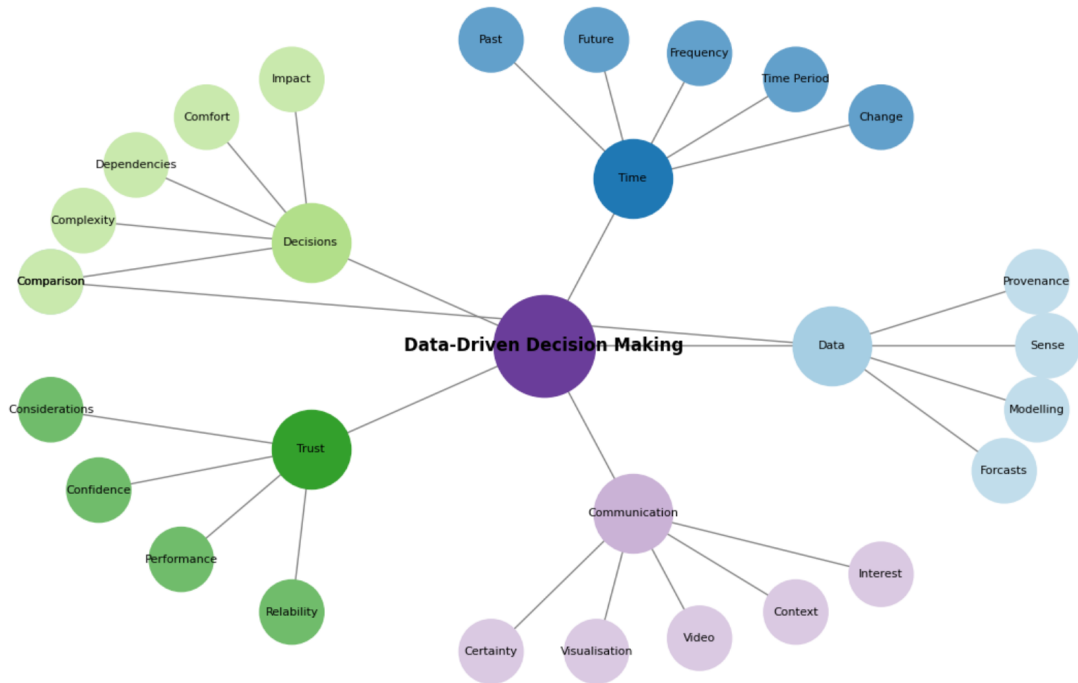 Past
Future
Frequency
Time Period
Change
Impact
Comfort
Dependencies
Complexity
Comparison
Decisions
Time
Data-Driven Decision Making
Data
Provenance
Sense
Modelling
Forcasts
Trust
Considerations
Confidence
Performance
Relability
Communication
Certainty
Visualisation
Video
Context
Interest